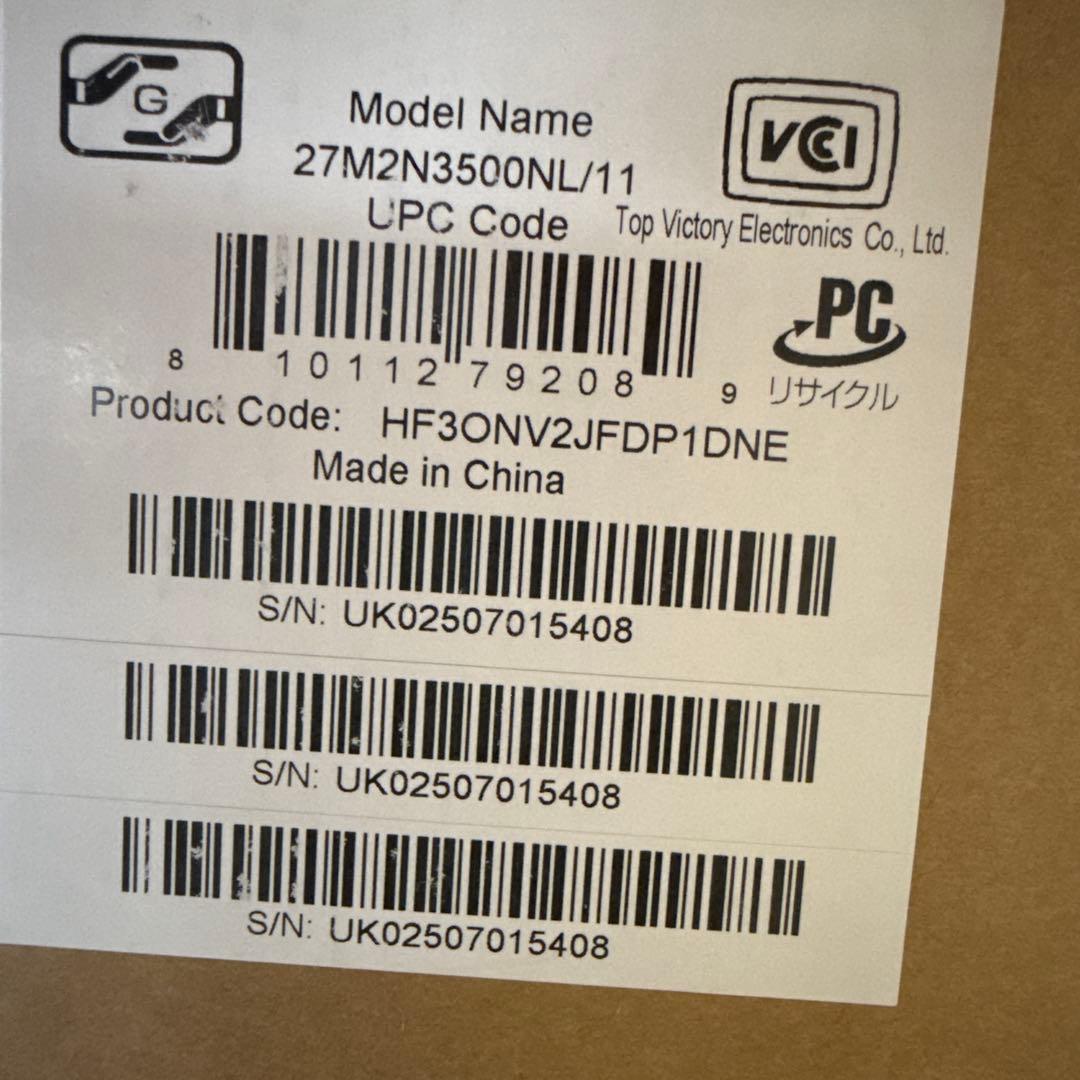 G
Model Name
27M2N3500NL/11
UPC Code
VCCI
Top Victory Electronics Co., Ltd.
8 10112 79208 9
PC
リサイクル
Product Code: HF3ONV2JFDP1DNE
Made in China
S/N: UK02507015408
S/N: UK02507015408
S/N: UK02507015408